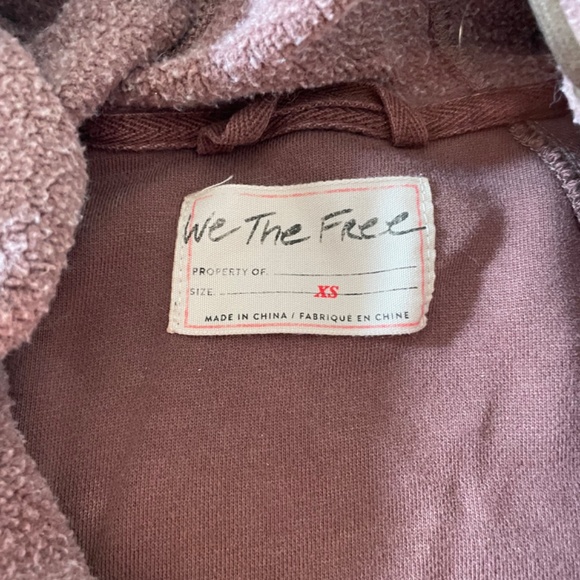 We The Free
PROPERTY OF
SIZE XS
MADE IN CHINA / FABRIQUE EN CHINE